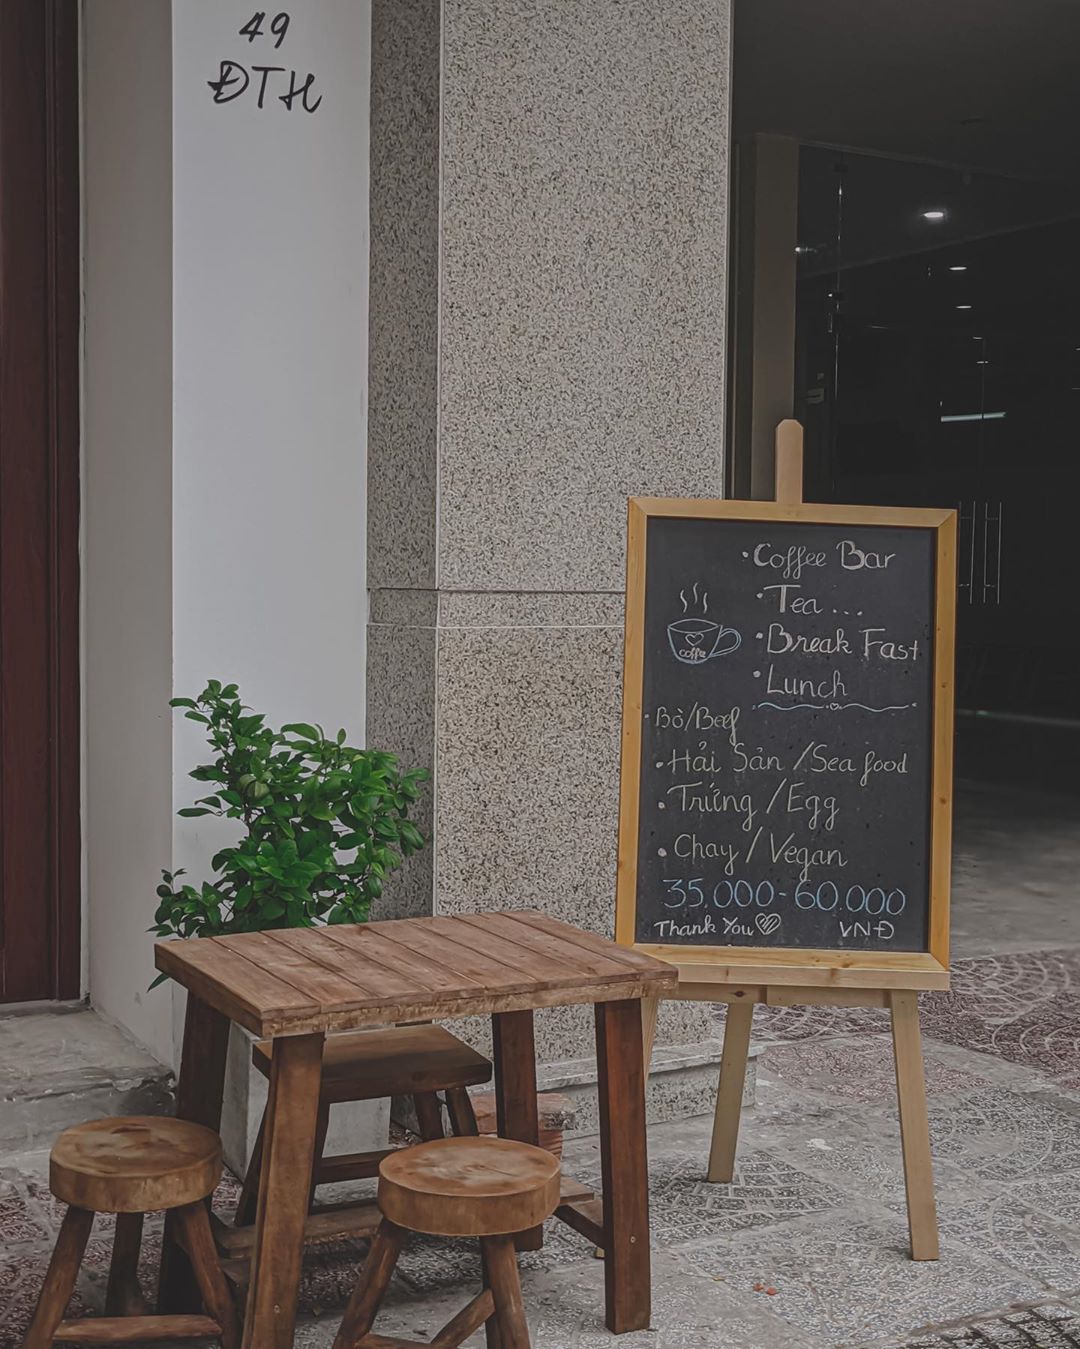 49
ĐTH
• Coffee Bar
• Tea ...
coffe
• Break Fast
• Lunch
• Bò/Beef
• Hải Sản /Sea food
• Trứng /Egg
• Chay / Vegan
35.000 - 60.000
Thank You VNĐ